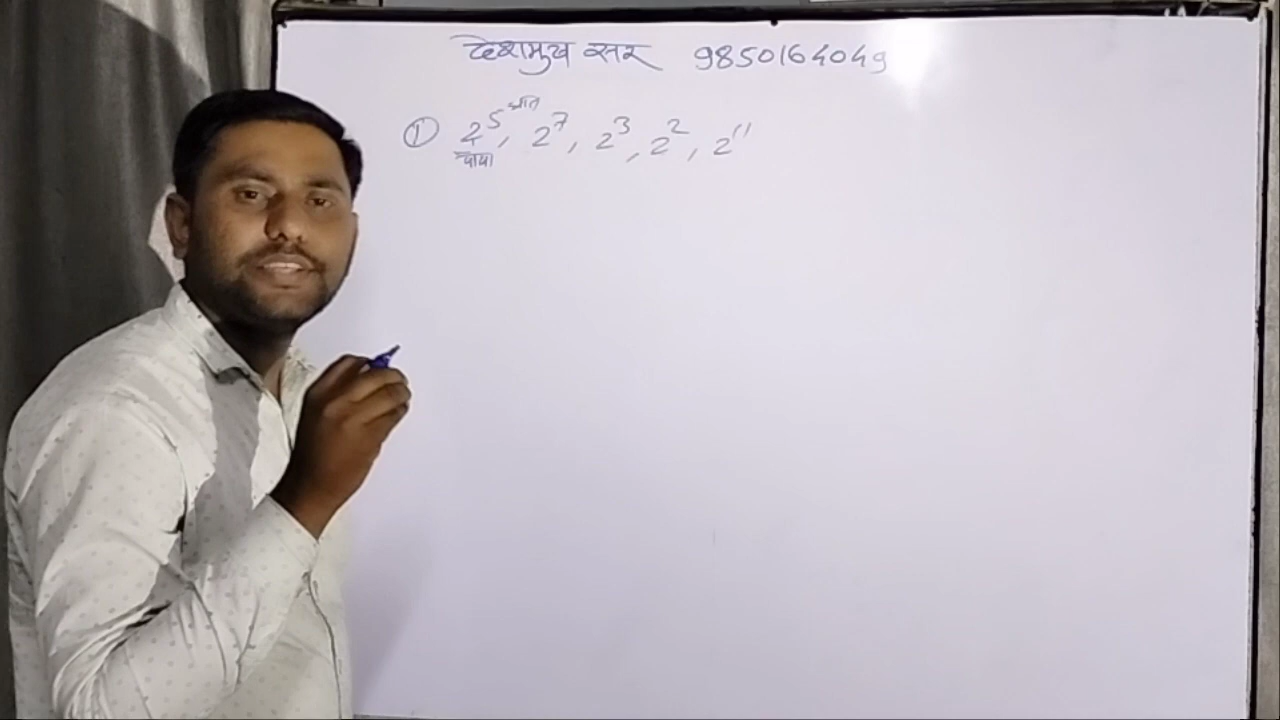 देशमुख सर 9850164049
① 2⁵, 2⁷, 2³, 2², 2¹¹
पाया